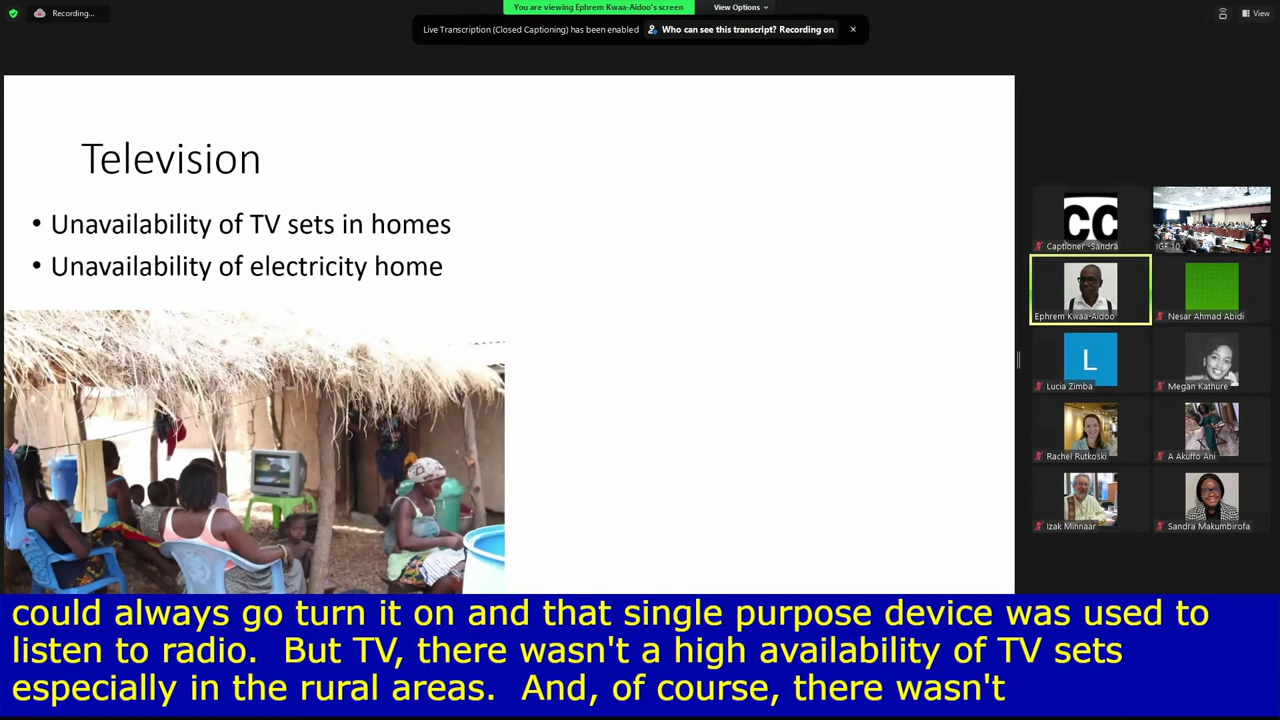 Recording...
You are viewing Ephrem Kwaa-Aidoo's screen
View Options
View
Live Transcription (Closed Captioning) has been enabled
Who can see this transcript? Recording on
Television
• Unavailability of TV sets in homes
• Unavailability of electricity home
CC
Captioner -Sandra
IGF 10
Ephrem Kwaa-Aidoo
Nesar Ahmad Abidi
L
Lucia Zimba
Megan Kathure
Rachel Rutkoski
A Akuffo Ani
Izak Minnaar
Sandra Makumbirofa
could always go turn it on and that single purpose device was used to
listen to radio. But TV, there wasn't a high availability of TV sets
especially in the rural areas. And, of course, there wasn't